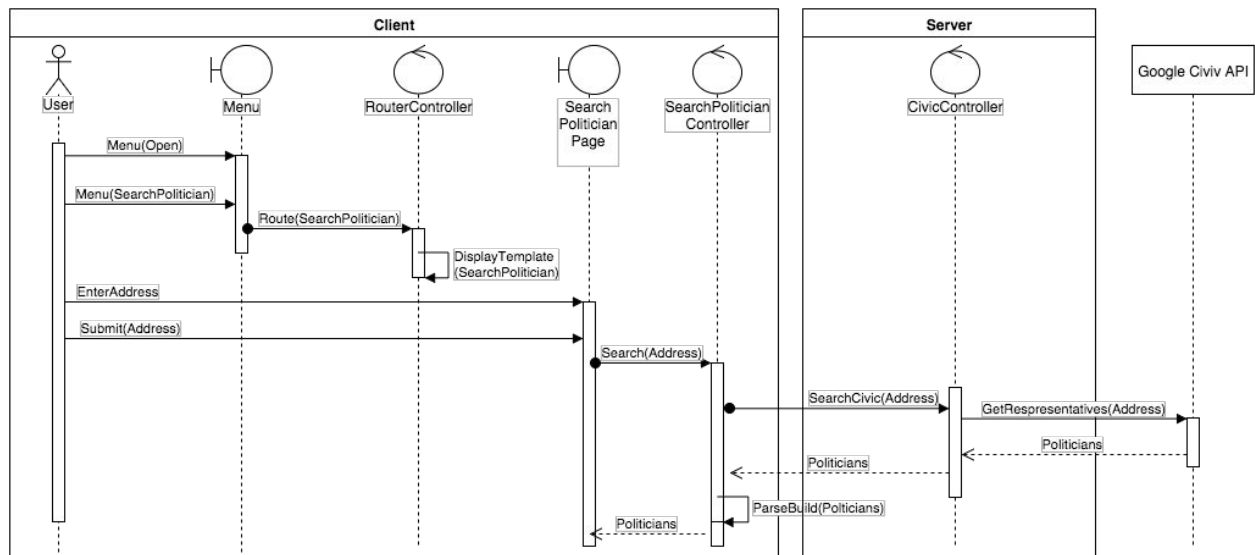 Client
Server
User
Menu
RouterController
Search
Politician
Page
SearchPolitician
Controller
CivicController
Google Civiv API
Menu(Open)
Menu(SearchPolitician)
Route(SearchPolitician)
DisplayTemplate
(SearchPolitician)
EnterAddress
Submit(Address)
Search(Address)
SearchCivic(Address)
GetRespresentatives(Address)
Politicians
Politicians
ParseBuild(Polticians)
Politicians